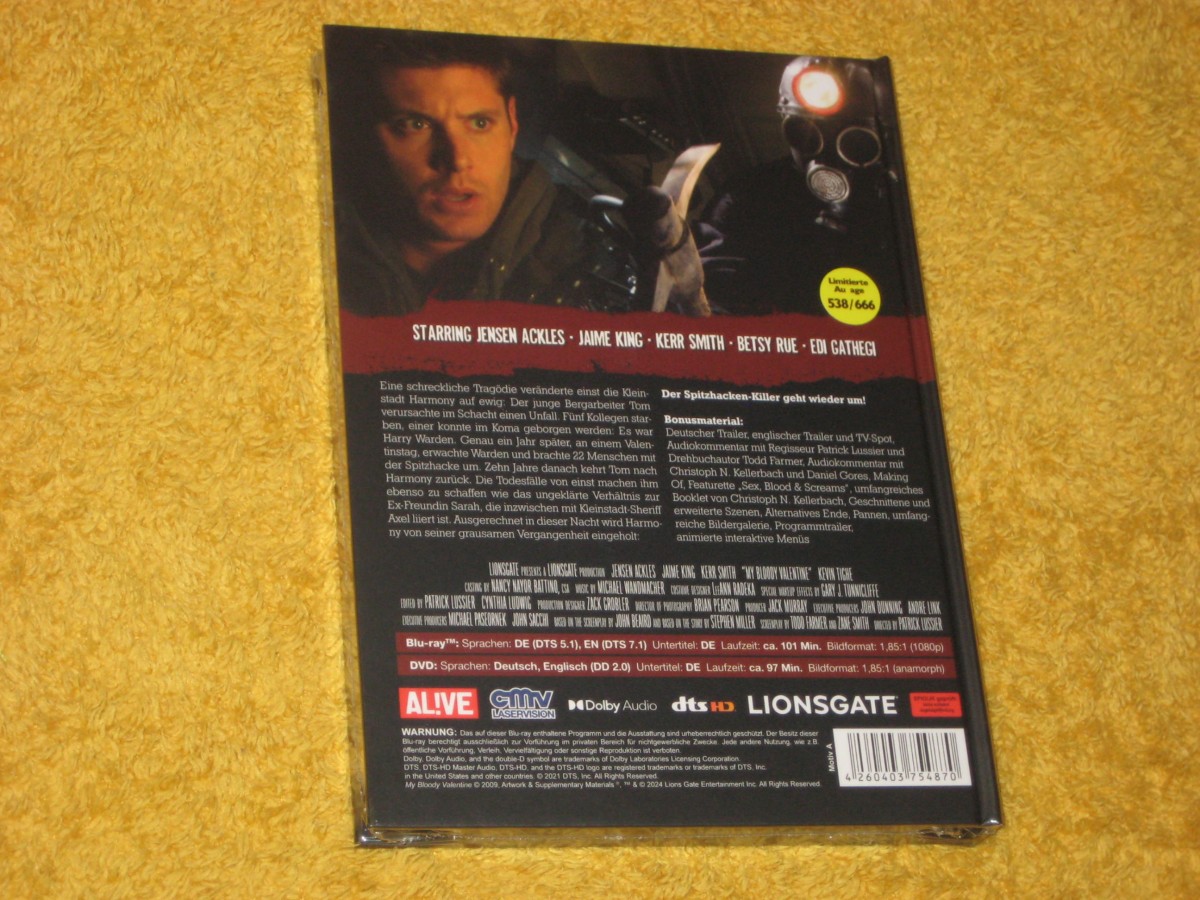 Limitierte
Au age
538/666
STARRING JENSEN ACKLES · JAIME KING · KERR SMITH · BETSY RUE · EDI GATHEGI
Eine schreckliche Tragödie veränderte einst die Klein-
stadt Harmony auf ewig: Der junge Bergarbeiter Tom
verursachte im Schacht einen Unfall. Fünf Kollegen star-
ben, einer konnte im Koma geborgen werden: Es war
Harry Warden. Genau ein Jahr später, an einem Valen-
tinstag, erwachte Warden und brachte 22 Menschen mit
der Spitzhacke um. Zehn Jahre danach kehrt Tom nach
Harmony zurück. Die Todesfälle von einst machen ihm
ebenso zu schaffen wie das ungeklärte Verhältnis zur
Ex-Freundin Sarah, die inzwischen mit Kleinstadt-Sheriff
Axel liiert ist. Ausgerechnet in dieser Nacht wird Harmo-
ny von seiner grausamen Vergangenheit eingeholt:
Der Spitzhacken-Killer geht wieder um!
Bonusmaterial:
Deutscher Trailer, englischer Trailer und TV-Spot,
Audiokommentar mit Regisseur Patrick Lussier und
Drehbuchautor Todd Farmer, Audiokommentar mit
Christoph N. Kellerbach und Daniel Gores, Making
Of, Featurette „Sex, Blood & Screams", umfangreiches
Booklet von Christoph N. Kellerbach, Geschnittene und
erweiterte Szenen, Alternatives Ende, Pannen, umfang-
reiche Bildergalerie, Programmtrailer,
animierte interaktive Menüs
LIONSGATE PRESENTS A LIONSGATE PRODUCTION JENSEN ACKLES JAIME KING KERR SMITH "MY BLOODY VALENTINE" KEVIN TIGHE
CASTING BY NANCY NAYOR BATTINO, CSA MUSIC BY MICHAEL WANDMACHER COSTUME DESIGNER LEEANN RADEKA SPECIAL MAKEUP EFFECTS BY GARY J. TUNNICLIFFE
EDITED BY PATRICK LUSSIER CYNTHIA LUDWIG PRODUCTION DESIGNER ZACK GROBLER DIRECTOR OF PHOTOGRAPHY BRIAN PEARSON PRODUCER JACK MURRAY EXECUTIVE PRODUCERS JOHN DUNNING ANDRE LINK
EXECUTIVE PRODUCERS MICHAEL PASEORNEK JOHN SACCHI BASED ON THE SCREENPLAY BY JOHN BEAIRD AND BASED ON THE STORY BY STEPHEN MILLER SCREENPLAY BY TODD FARMER AND ZANE SMITH DIRECTED BY PATRICK LUSSIER
Blu-ray™: Sprachen: DE (DTS 5.1), EN (DTS 7.1) Untertitel: DE Laufzeit: ca. 101 Min. Bildformat: 1,85:1 (1080p)
DVD: Sprachen: Deutsch, Englisch (DD 2.0) Untertitel: DE Laufzeit: ca. 97 Min. Bildformat: 1,85:1 (anamorph)
AL!VE
cmv
LASERVISION
Dolby Audio
dts HD
LIONSGATE
WARNUNG: Das auf dieser Blu-ray enthaltene Programm und die Ausstattung sind urheberrechtlich geschützt. Der Besitz dieser
Blu-ray berechtigt ausschließlich zur Vorführung im privaten Bereich für nichtgewerbliche Zwecke. Jede andere Nutzung, wie z.B.
öffentliche Vorführung, Verleih, Vervielfältigung oder sonstige Reproduktion ist verboten.
Dolby, Dolby Audio, and the double-D symbol are trademarks of Dolby Laboratories Licensing Corporation.
DTS, DTS-HD Master Audio, DTS-HD, and the DTS-HD logo are registered trademarks or trademarks of DTS, Inc.
in the United States and other countries. © 2021 DTS, Inc. All Rights Reserved.
My Bloody Valentine © 2009, Artwork & Supplementary Materials ®, ™ & © 2024 Lions Gate Entertainment Inc. All Rights Reserved.
Motiv A
4 260403 754870